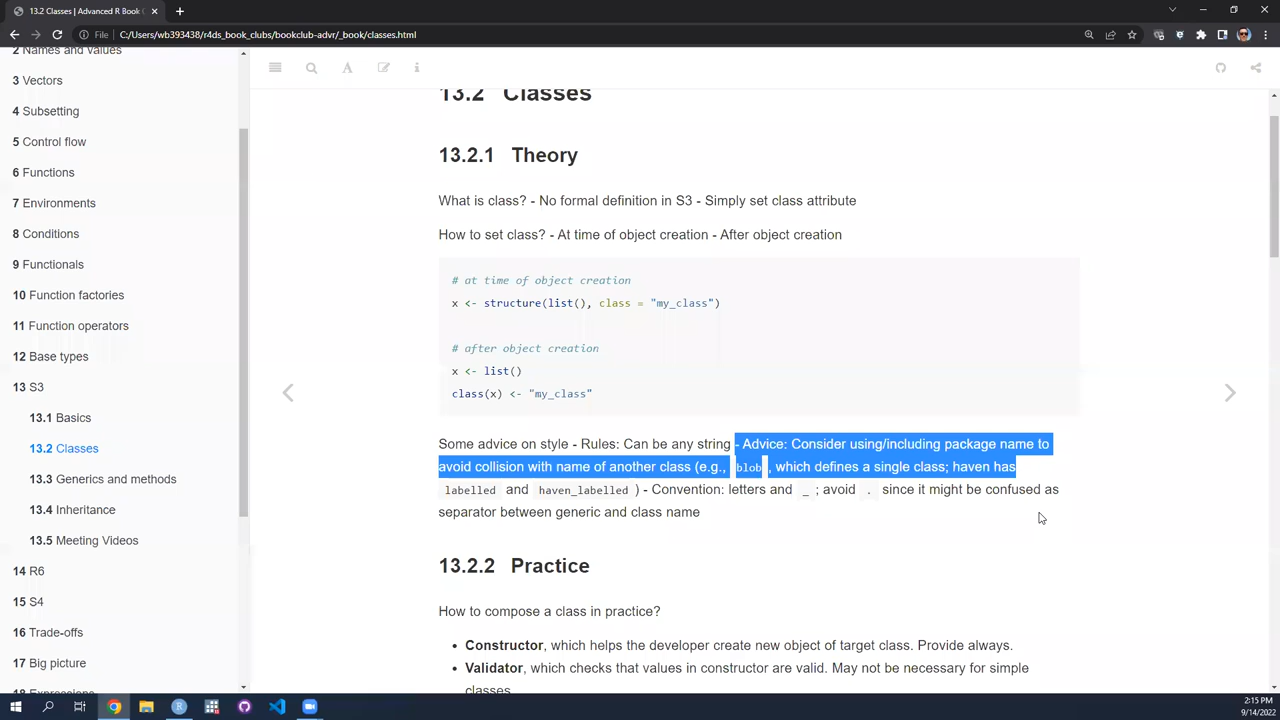 13.2 Classes | Advanced R Book C
File
C:/Users/wb393438/r4ds_book_clubs/bookclub-advr/_book/classes.html
2 Names and values
3 Vectors
4 Subsetting
5 Control flow
6 Functions
7 Environments
8 Conditions
9 Functionals
10 Function factories
11 Function operators
12 Base types
13 S3
13.1 Basics
13.2 Classes
13.3 Generics and methods
13.4 Inheritance
13.5 Meeting Videos
14 R6
15 S4
16 Trade-offs
17 Big picture
18 Expressions
13.2 Classes
13.2.1 Theory
What is class? - No formal definition in S3 - Simply set class attribute
How to set class? - At time of object creation - After object creation
# at time of object creation
x <- structure(list(), class = "my_class")
# after object creation
x <- list()
class(x) <- "my_class"
Some advice on style - Rules: Can be any string - Advice: Consider using/including package name to
avoid collision with name of another class (e.g., blob , which defines a single class; haven has
labelled and haven_labelled ) - Convention: letters and _ ; avoid . since it might be confused as
separator between generic and class name
13.2.2 Practice
How to compose a class in practice?
• Constructor, which helps the developer create new object of target class. Provide always.
• Validator, which checks that values in constructor are valid. May not be necessary for simple
classes.
2:15 PM
9/14/2022